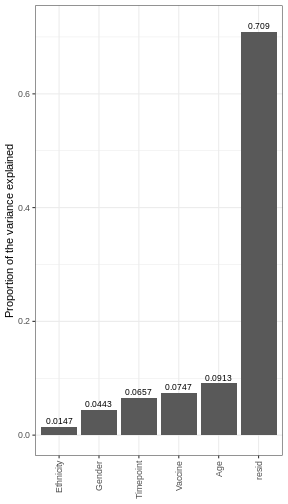 Proportion of the variance explained
0.6
0.4
0.2
0.0
0.0147
0.0443
0.0657
0.0747
0.0913
0.709
Ethnicity
Gender
Timepoint
Vaccine
Age
resid